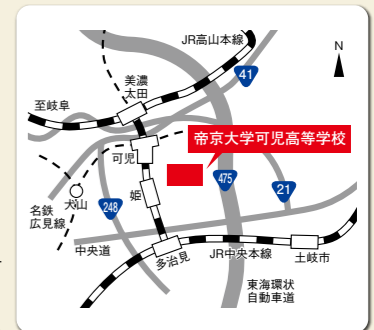 JR高山本線
N
美濃
太田
41
至岐阜
帝京大学可児高等学校
可児
犬山
姫
475
21
名鉄
広見線
248
中央道
多治見
JR中央本線
土岐市
東海環状
自動車道